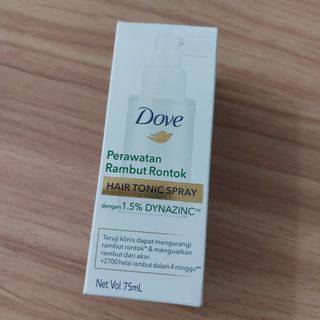 Dove
Perawatan
Rambut Rontok
HAIR TONIC SPRAY
dengan 1.5% DYNAZINC™
Teruji klinis dapat mengurangi
rambut rontok* & menguatkan
rambut dari akar.
+2700 helai rambut dalam 4 minggu**
Net Vol. 75mL